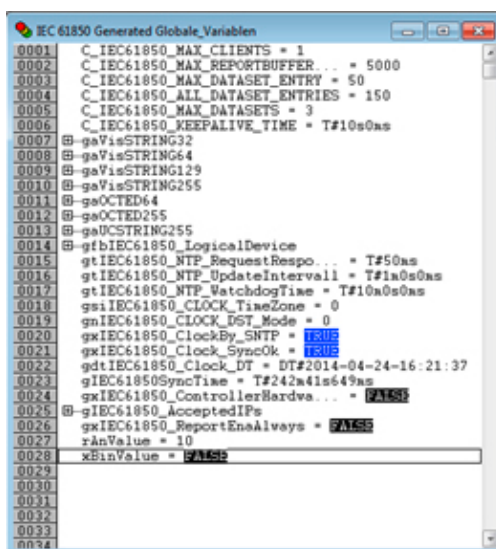 IEC 61850 Generated Globale_Variablen
0001 C_IEC61850_MAX_CLIENTS = 1
0002 C_IEC61850_MAX_REPORTBUFFER... = 5000
0003 C_IEC61850_MAX_DATASET_ENTRY = 50
0004 C_IEC61850_ALL_DATASET_ENTRIES = 150
0005 C_IEC61850_MAX_DATASETS = 3
0006 C_IEC61850_KEEPALIVE_TIME = T#10s0ms
0007 gaVisSTRING32
0008 gaVisSTRING64
0009 gaVisSTRING129
0010 gaVisSTRING255
0011 gaOCTED64
0012 gaOCTED255
0013 gaUCSTRING255
0014 gfbIEC61850_LogicalDevice
0015 gtIEC61850_NTP_RequestRespo... = T#50ms
0016 gtIEC61850_NTP_UpdateIntervall = T#1m0s0ms
0017 gtIEC61850_NTP_WatchdogTime = T#10m0s0ms
0018 gsiIEC61850_CLOCK_TimeZone = 0
0019 gnIEC61850_CLOCK_DST_Mode = 0
0020 gxIEC61850_ClockBy_SNTP = TRUE
0021 gxIEC61850_Clock_SyncOk = TRUE
0022 gdtIEC61850_Clock_DT = DT#2014-04-24-16:21:37
0023 gIEC61850SyncTime = T#242m41s649ms
0024 gxIEC61850_ControllerHardwa... = FALSE
0025 gIEC61850_AcceptedIPs
0026 gxIEC61850_ReportEnaAlways = FALSE
0027 rAnValue = 10
0028 xBinValue = FALSE
0029
0030
0031
0032
0033
0034